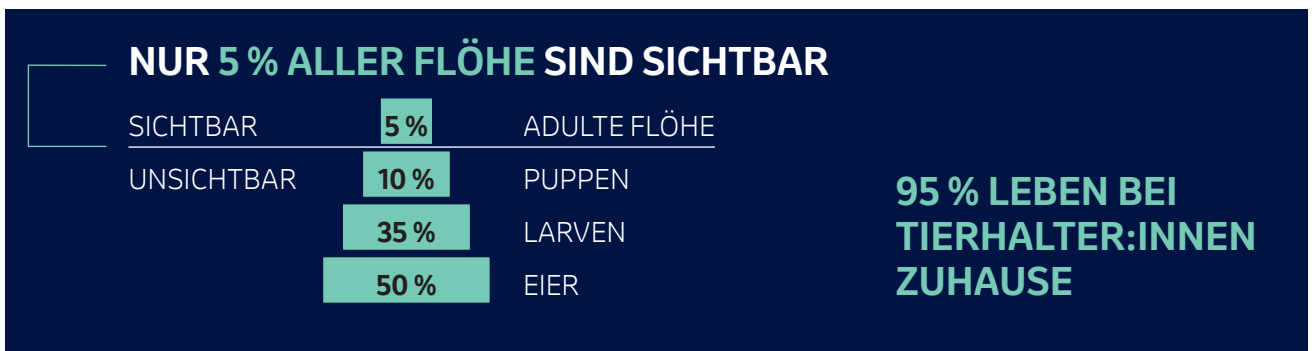 NUR 5 % ALLER FLÖHE SIND SICHTBAR
SICHTBAR 5 % ADULTE FLÖHE
UNSICHTBAR 10 % PUPPEN
35 % LARVEN
50 % EIER
95 % LEBEN BEI
TIERHALTER:INNEN
ZUHAUSE